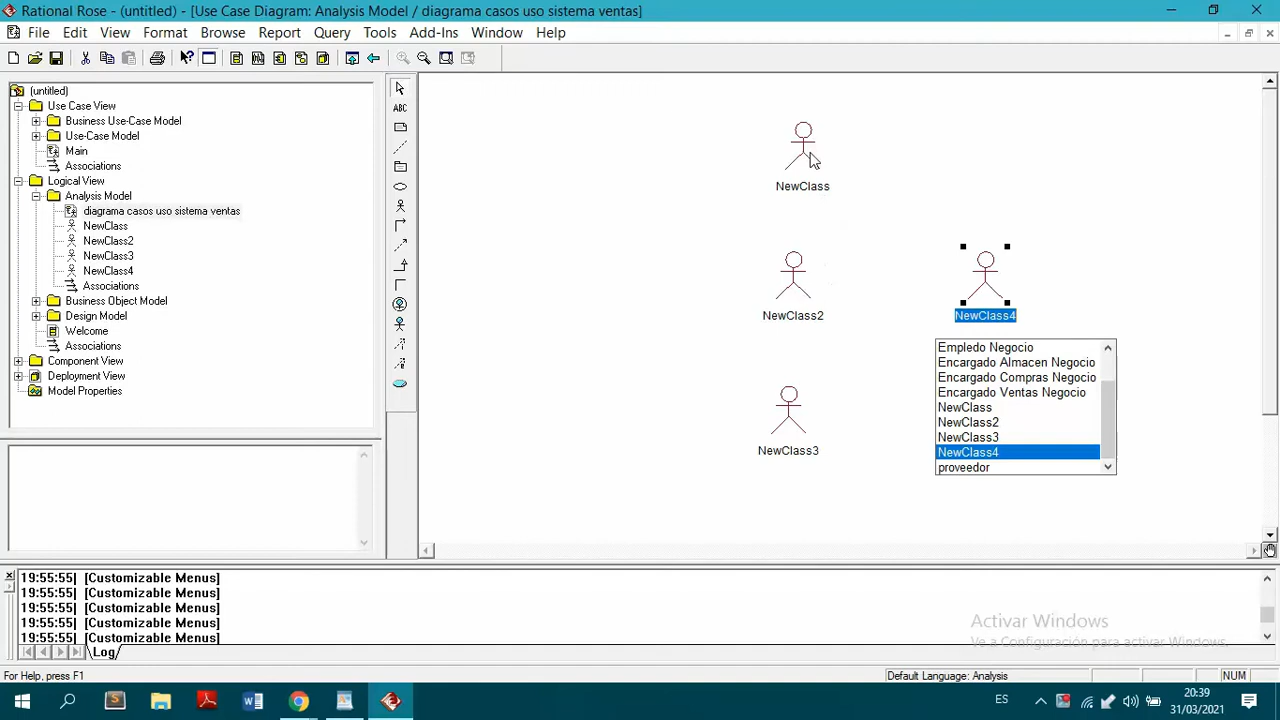 Rational Rose - (untitled) - [Use Case Diagram: Analysis Model / diagrama casos uso sistema ventas]
File Edit View Format Browse Report Query Tools Add-Ins Window Help
(untitled)
Use Case View
Business Use-Case Model
Use-Case Model
Main
Associations
Logical View
Analysis Model
diagrama casos uso sistema ventas
NewClass
NewClass2
NewClass3
NewClass4
Associations
Business Object Model
Design Model
Welcome
Associations
Component View
Deployment View
Model Properties
ABC
NewClass
NewClass2
NewClass4
NewClass3
Empledo Negocio
Encargado Almacen Negocio
Encargado Compras Negocio
Encargado Ventas Negocio
NewClass
NewClass2
NewClass3
NewClass4
proveedor
19:55:55| [Customizable Menus]
19:55:55| [Customizable Menus]
19:55:55| [Customizable Menus]
19:55:55| [Customizable Menus]
19:55:55| [Customizable Menus]
Log
Activar Windows
Ve a Configuración para activar Windows.
For Help, press F1
Default Language: Analysis
NUM
ES
20:39
31/03/2021